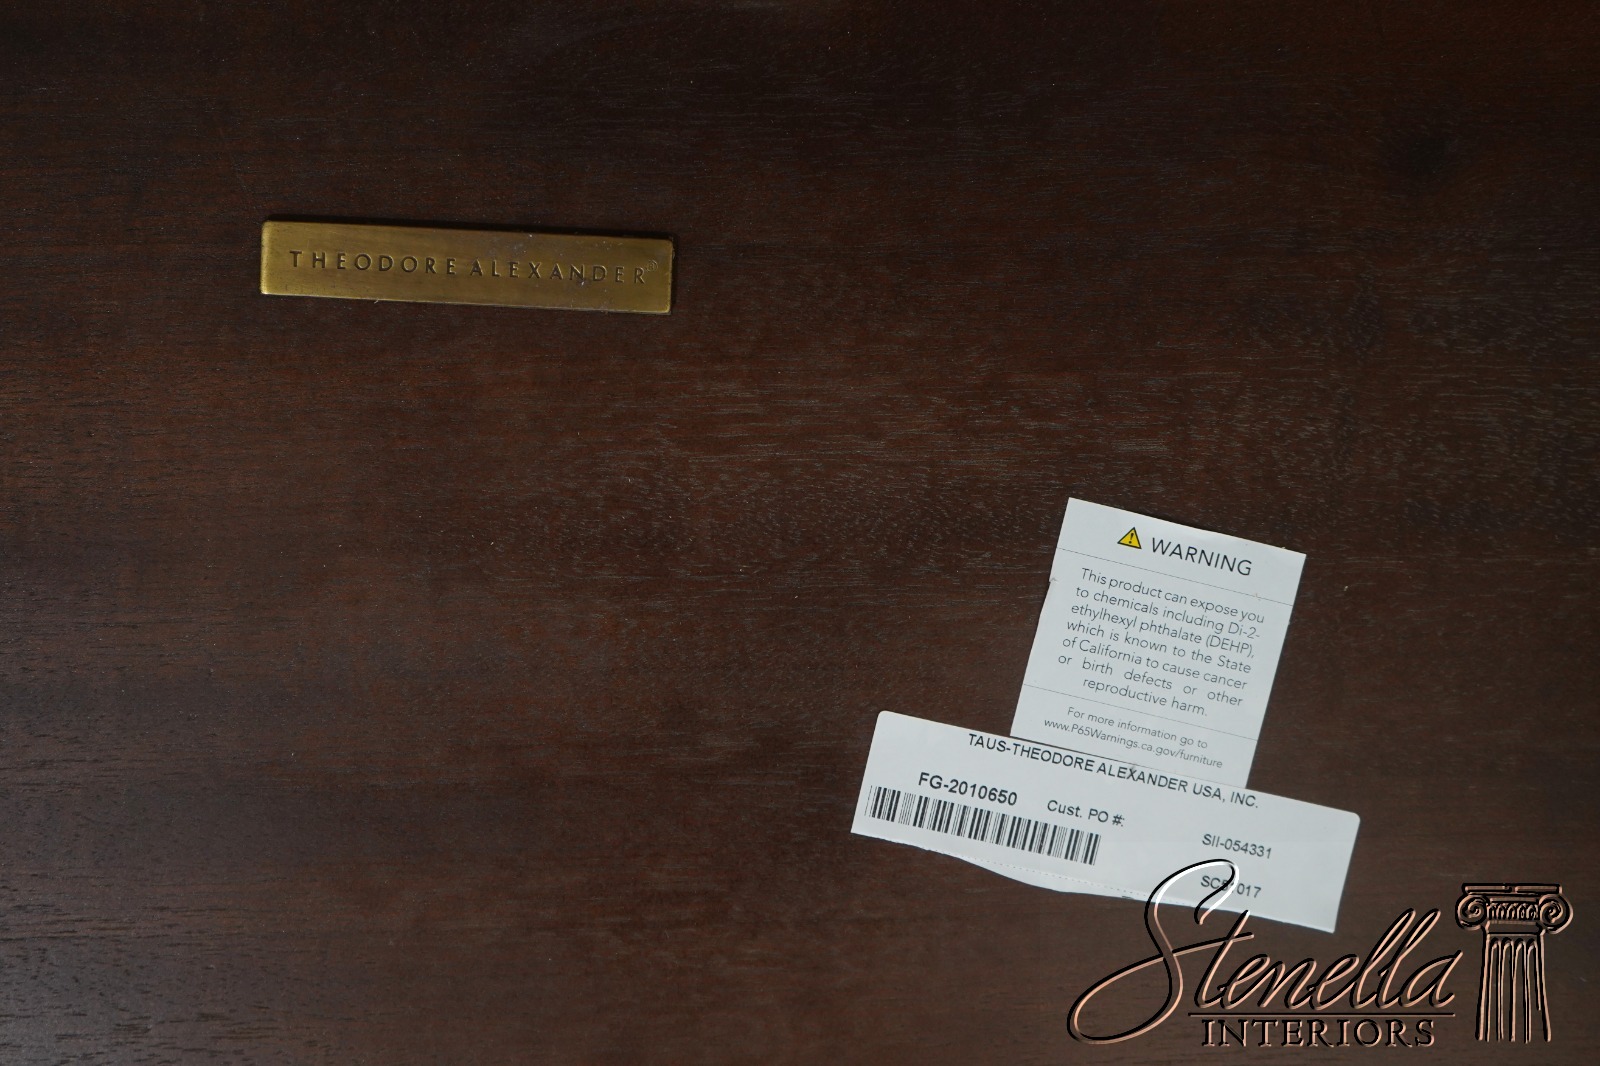 THEODORE ALEXANDER®
⚠ WARNING
This product can expose you
to chemicals including Di-2-
ethylhexyl phthalate (DEHP),
which is known to the State
of California to cause cancer
or birth defects or other
reproductive harm.
For more information go to
www.P65Warnings.ca.gov/furniture
TAUS-THEODORE ALEXANDER USA, INC.
FG-2010650 Cust. PO #:
SII-054331
Stenella
INTERIORS